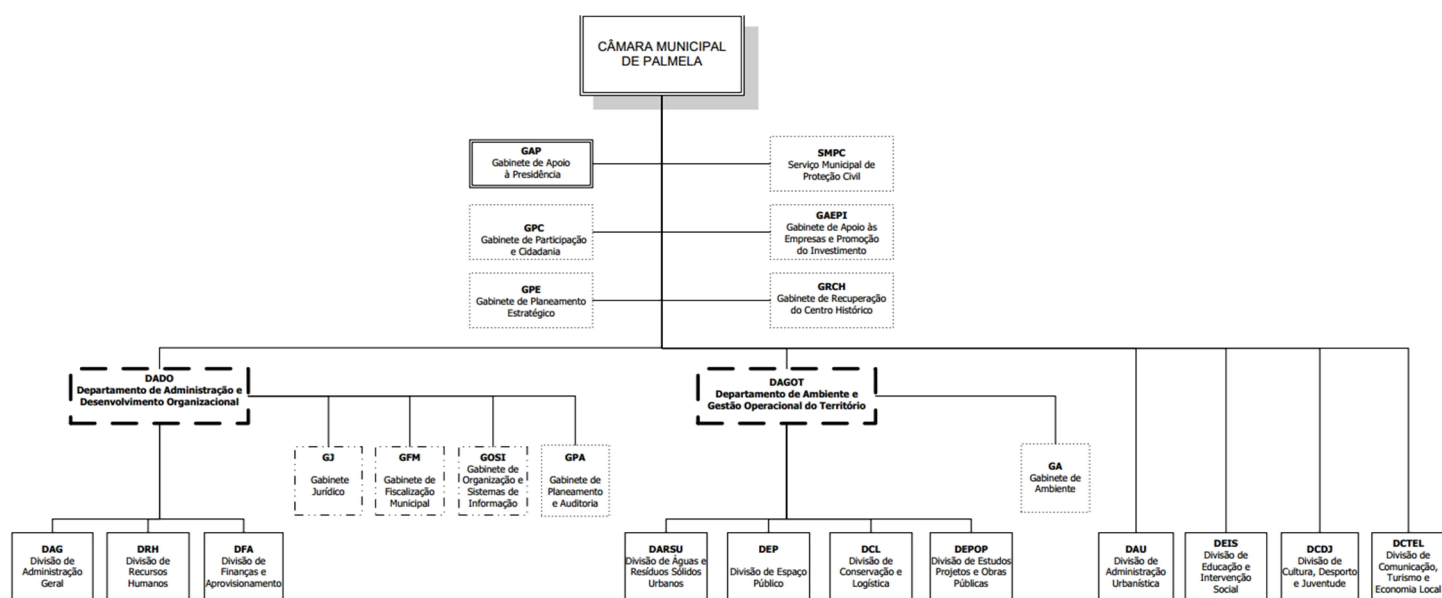 CÂMARA MUNICIPAL
DE PALMELA
GAP
Gabinete de Apoio
à Presidência
SMPC
Serviço Municipal de
Proteção Civil
GPC
Gabinete de Participação
e Cidadania
GAEPI
Gabinete de Apoio às
Empresas e Promoção
do Investimento
GPE
Gabinete de Planeamento
Estratégico
GRCH
Gabinete de Recuperação
do Centro Histórico
DADO
Departamento de Administração e
Desenvolvimento Organizacional
DAGOT
Departamento de Ambiente e
Gestão Operacional do Território
GJ
Gabinete
Jurídico
GFM
Gabinete de
Fiscalização
Municipal
GOSI
Gabinete de
Organização e
Sistemas de
Informação
GPA
Gabinete de
Planeamento
e Auditoria
GA
Gabinete de
Ambiente
DAG
Divisão de
Administração
Geral
DRH
Divisão de
Recursos
Humanos
DFA
Divisão de
Finanças e
Aprovisionamento
DARSU
Divisão de Águas e
Resíduos Sólidos
Urbanos
DEP
Divisão de Espaço
Público
DCL
Divisão de
Conservação e
Logística
DEPOP
Divisão de Estudos
Projetos e Obras
Públicas
DAU
Divisão de
Administração
Urbanística
DEIS
Divisão de
Educação e
Intervenção
Social
DCDJ
Divisão de
Cultura, Desporto
e Juventude
DCTEL
Divisão de
Comunicação,
Turismo e
Economia Local